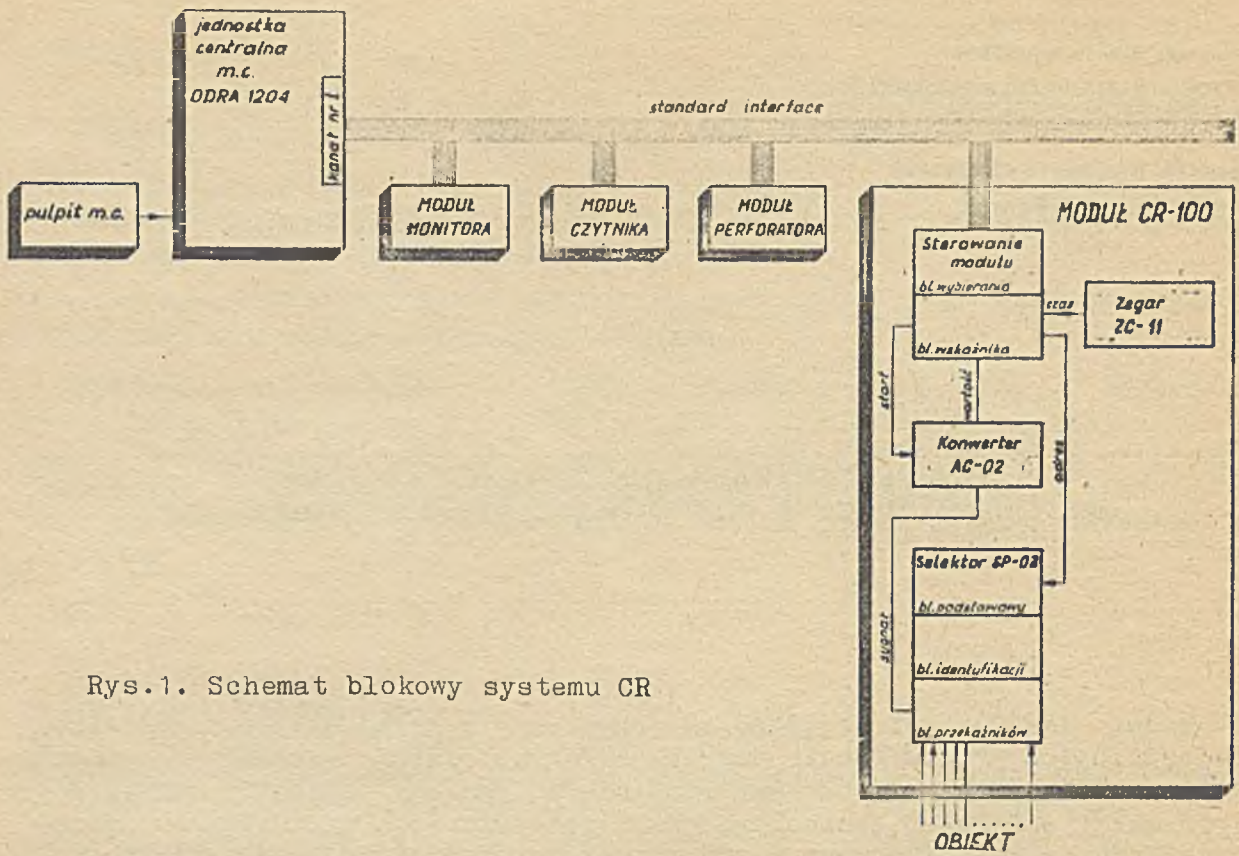 jednostka
centralna
m.c.
ODRA 1204
kanał nr 1
standard interface
pulpit m.c.
MODUŁ
MONITORA
MODUŁ
CZYTNIKA
MODUŁ
PERFORATORA
MODUŁ CR-100
Sterowanie
modułu
bl. wybierania
bl. wskaźnika
czas
Zegar
ZC-11
start
wartość
adres
Konwerter
AC-02
Selektor SP-02
bl. podstawowy
bl. identyfikacji
bl. przekaźników
sygnał
OBIEKT
Rys.1. Schemat blokowy systemu CR